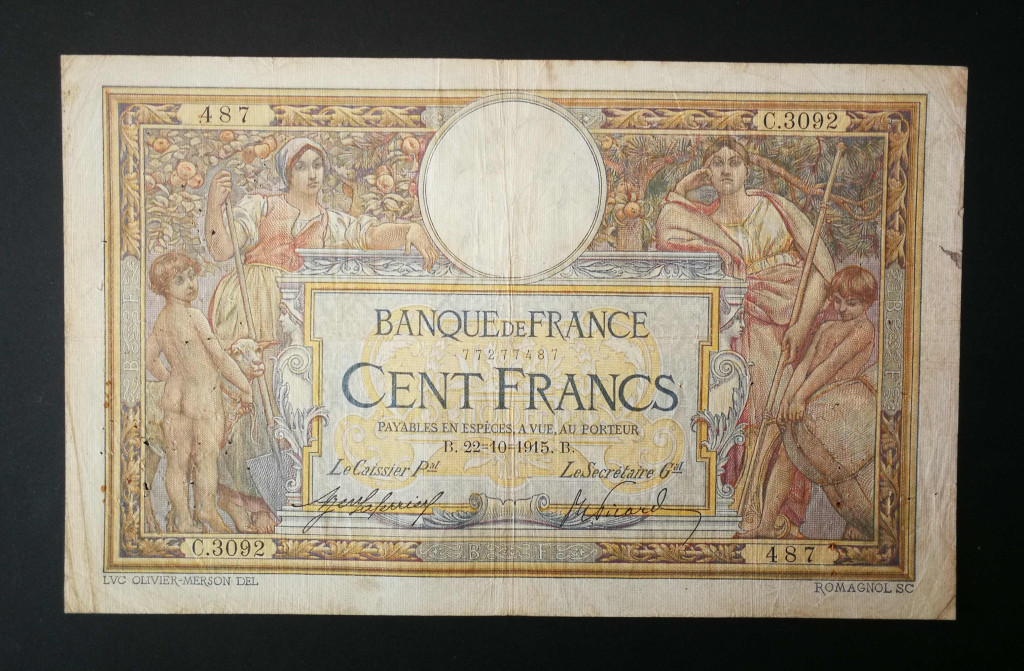 487
C.3092
BANQUE DE FRANCE
77277487
CENT FRANCS
PAYABLES EN ESPÈCES, A VUE, AU PORTEUR
B. 22=10=1915. B.
Le Caissier Pal
Le Secrétaire Gal
C.3092
B F
487
LVC OLIVIER-MERSON DEL
ROMAGNOL SC